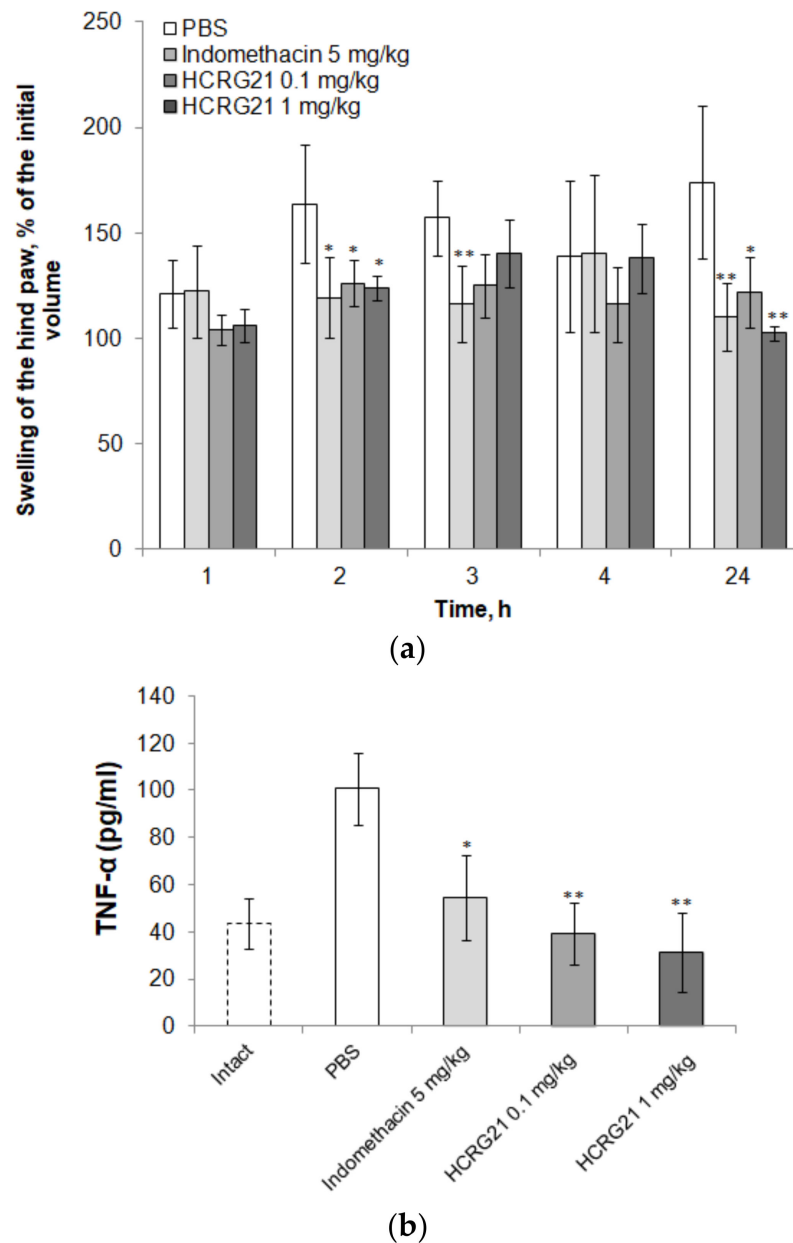 250
200
150
100
50
0
Swelling of the hind paw, % of the initial
volume
PBS
Indomethacin 5 mg/kg
HCRG21 0.1 mg/kg
HCRG21 1 mg/kg
* * *
**
** * **
1 2 3 4 24
Time, h
(a)
140
120
100
80
60
40
20
0
TNF-α (pg/ml)
* ** **
Intact
PBS
Indomethacin 5 mg/kg
HCRG21 0.1 mg/kg
HCRG21 1 mg/kg
(b)